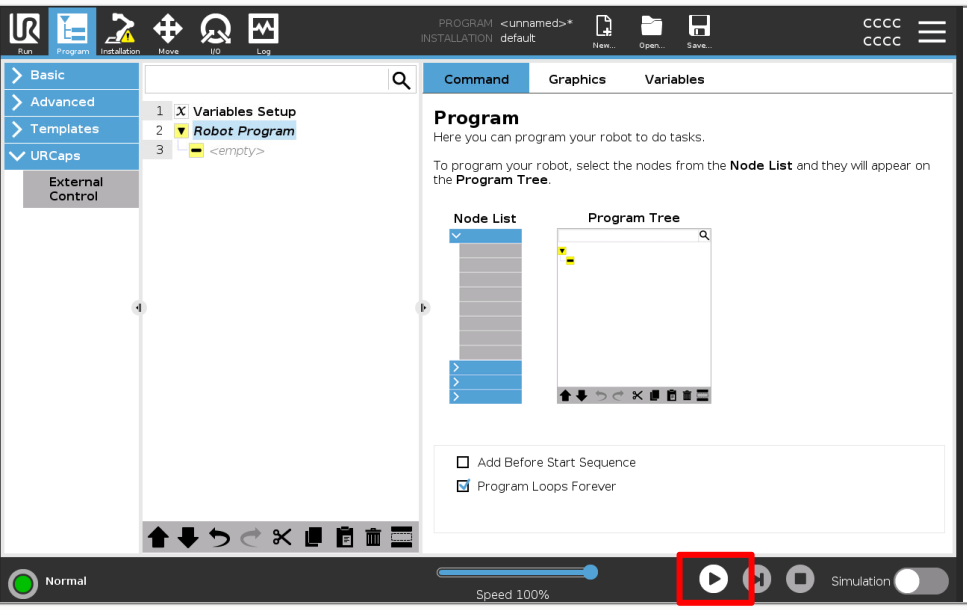 UR
Run
Program
Installation
Move
I/O
Log
PROGRAM <unnamed>*
INSTALLATION default
New...
Open...
Save...
CCCC
CCCC
Basic
Advanced
Templates
URCaps
External
Control
1 X Variables Setup
2 Robot Program
3 <empty>
Command
Graphics
Variables
Program
Here you can program your robot to do tasks.
To program your robot, select the nodes from the Node List and they will appear on
the Program Tree.
Node List
Program Tree
Add Before Start Sequence
Program Loops Forever
Normal
Speed 100%
Simulation